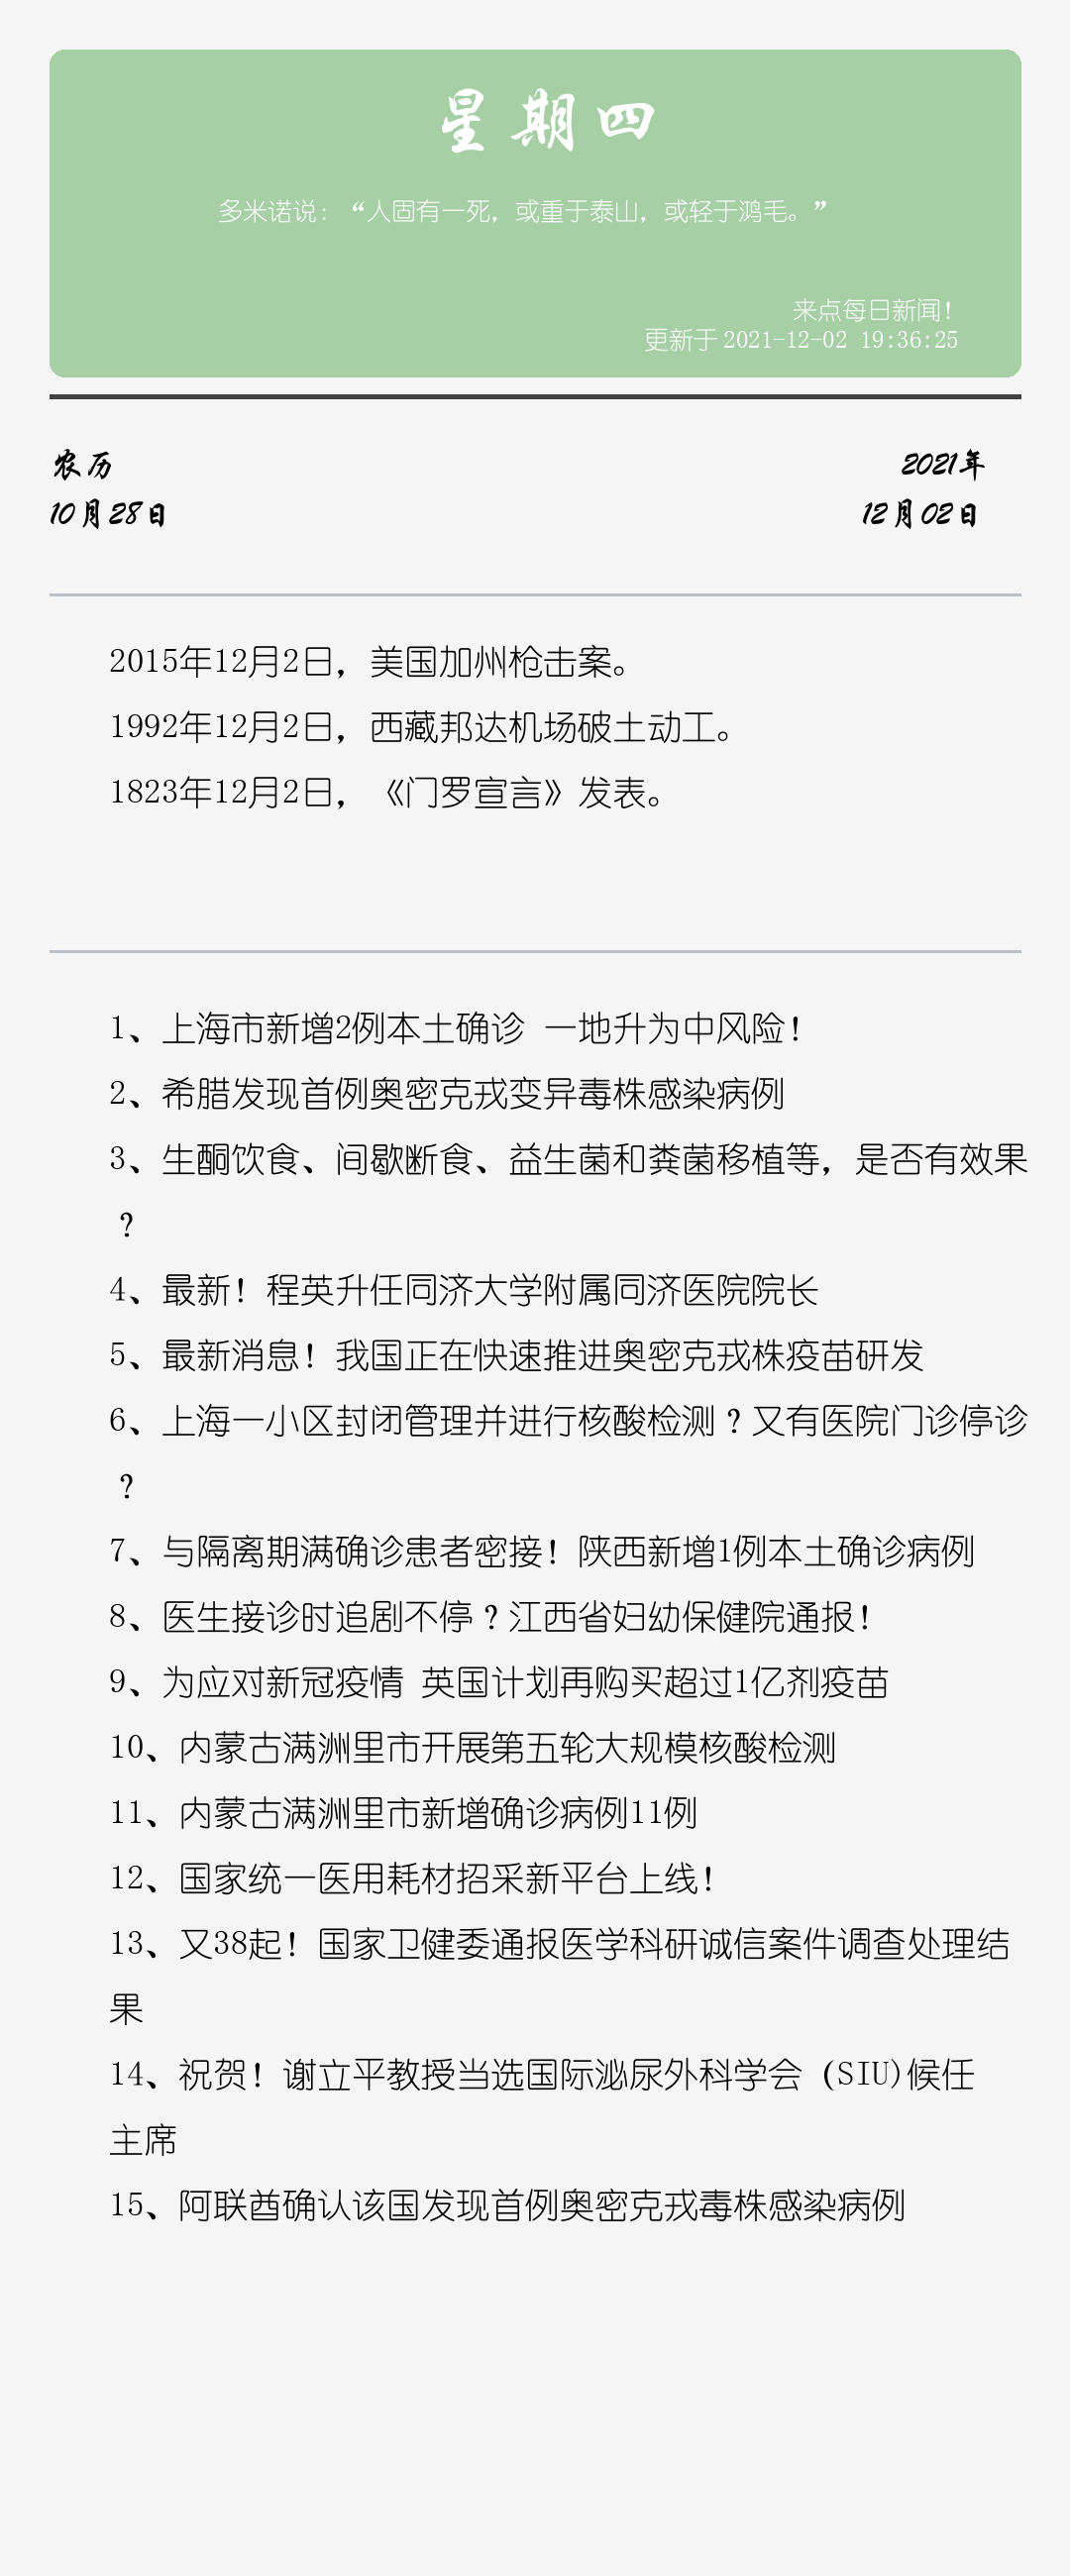 星期四
多米诺说：“人固有一死，或重于泰山，或轻于鸿毛。”
来点每日新闻！
更新于2021-12-02 19:36:25
农历
2021年
10月28日
12月02日
2015年12月2日，美国加州枪击案。
1992年12月2日，西藏邦达机场破土动工。
1823年12月2日，《门罗宣言》发表。
1、上海市新增2例本土确诊 一地升为中风险！
2、希腊发现首例奥密克戎变异毒株感染病例
3、生酮饮食、间歇断食、益生菌和粪菌移植等，是否有效果
？
4、最新！程英升任同济大学附属同济医院院长
5、最新消息！我国正在快速推进奥密克戎株疫苗研发
6、上海一小区封闭管理并进行核酸检测？又有医院门诊停诊
？
7、与隔离期满确诊患者密接！陕西新增1例本土确诊病例
8、医生接诊时追剧不停？江西省妇幼保健院通报！
9、为应对新冠疫情 英国计划再购买超过1亿剂疫苗
10、内蒙古满洲里市开展第五轮大规模核酸检测
11、内蒙古满洲里市新增确诊病例11例
12、国家统一医用耗材招采新平台上线！
13、又38起！国家卫健委通报医学科研诚信案件调查处理结
果
14、祝贺！谢立平教授当选国际泌尿外科学会（SIU)候任
主席
15、阿联酋确认该国发现首例奥密克戎毒株感染病例